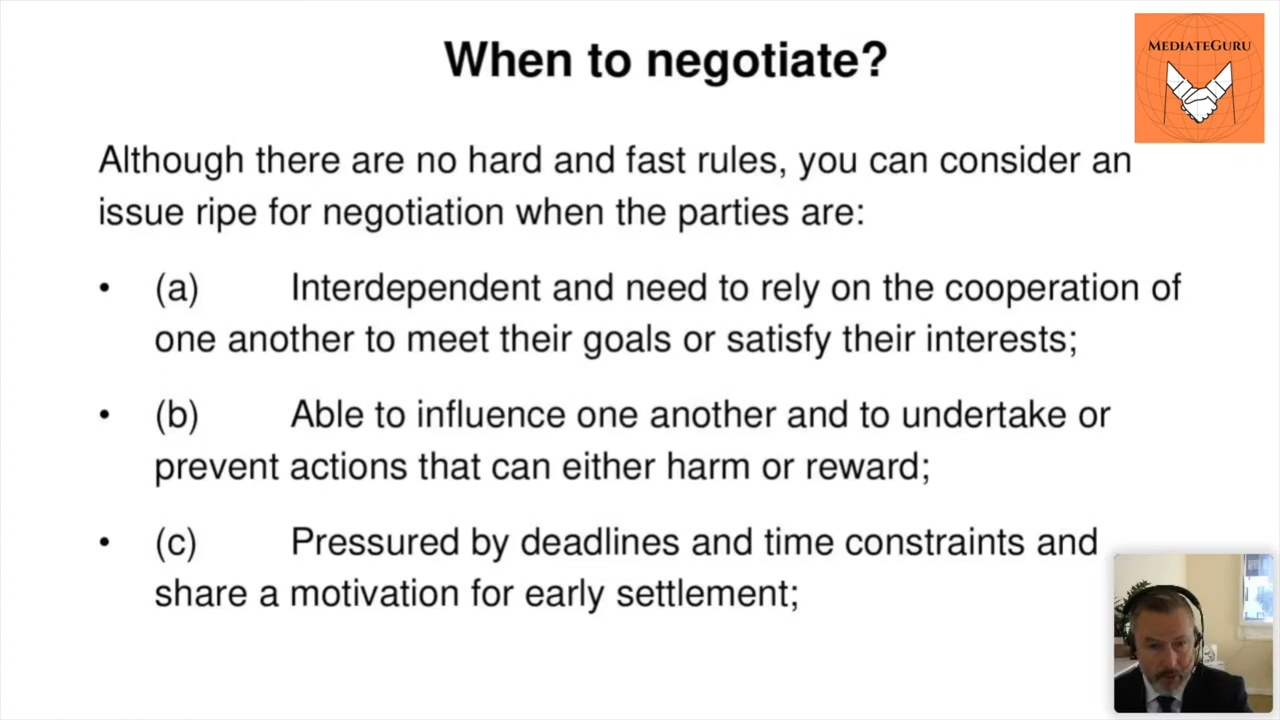 When to negotiate?
MEDIATEGURU
Although there are no hard and fast rules, you can consider an
issue ripe for negotiation when the parties are:
• (a) Interdependent and need to rely on the cooperation of
one another to meet their goals or satisfy their interests;
• (b) Able to influence one another and to undertake or
prevent actions that can either harm or reward;
• (c) Pressured by deadlines and time constraints and
share a motivation for early settlement;